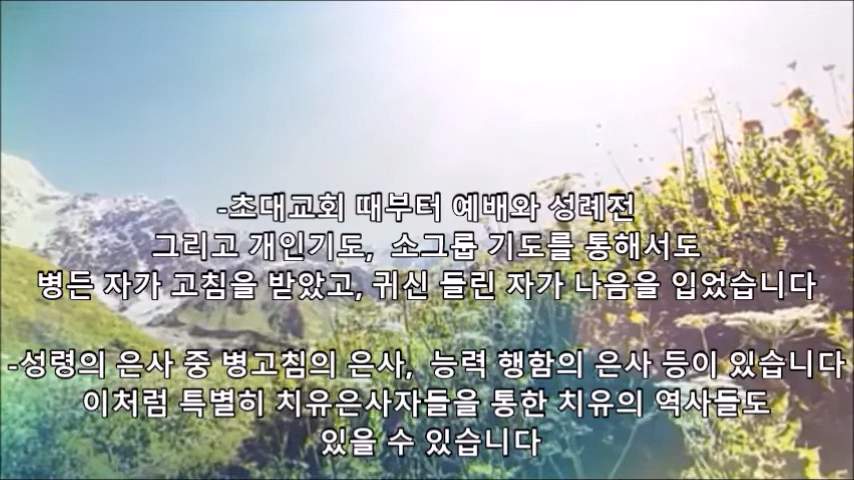 -초대교회 때부터 예배와 성례전
그리고 개인기도, 소그룹 기도를 통해서도
병든 자가 고침을 받았고, 귀신 들린 자가 나음을 입었습니다
-성령의 은사 중 병고침의 은사, 능력 행함의 은사 등이 있습니다
이처럼 특별히 치유은사자들을 통한 치유의 역사들도
있을 수 있습니다